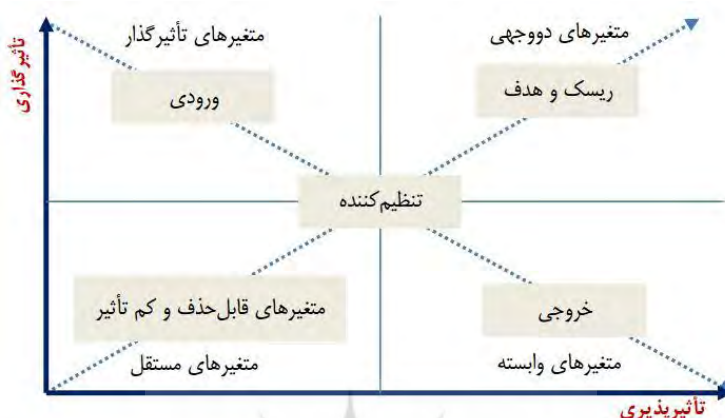 متغیرهای دووجهی
متغیرهای تأثیرگذار
تأثیرگذاری
ریسک و هدف
ورودی
تنظیم‌کننده
خروجی
متغیرهای قابل‌حذف و کم تأثیر
متغیرهای وابسته
متغیرهای مستقل
تأثیرپذیری